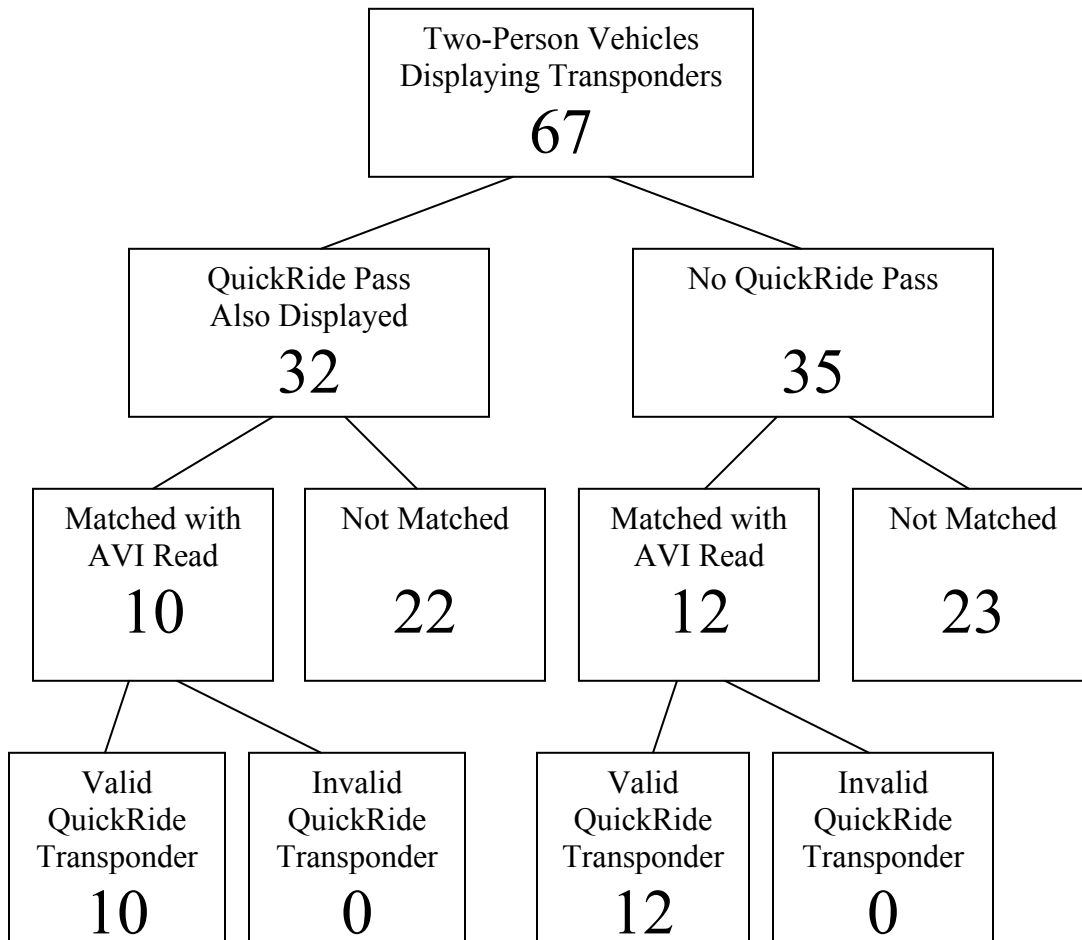 Two-Person Vehicles
Displaying Transponders
67
QuickRide Pass
Also Displayed
32
No QuickRide Pass
35
Matched with
AVI Read
10
Not Matched
22
Matched with
AVI Read
12
Not Matched
23
Valid
QuickRide
Transponder
10
Invalid
QuickRide
Transponder
0
Valid
QuickRide
Transponder
12
Invalid
QuickRide
Transponder
0